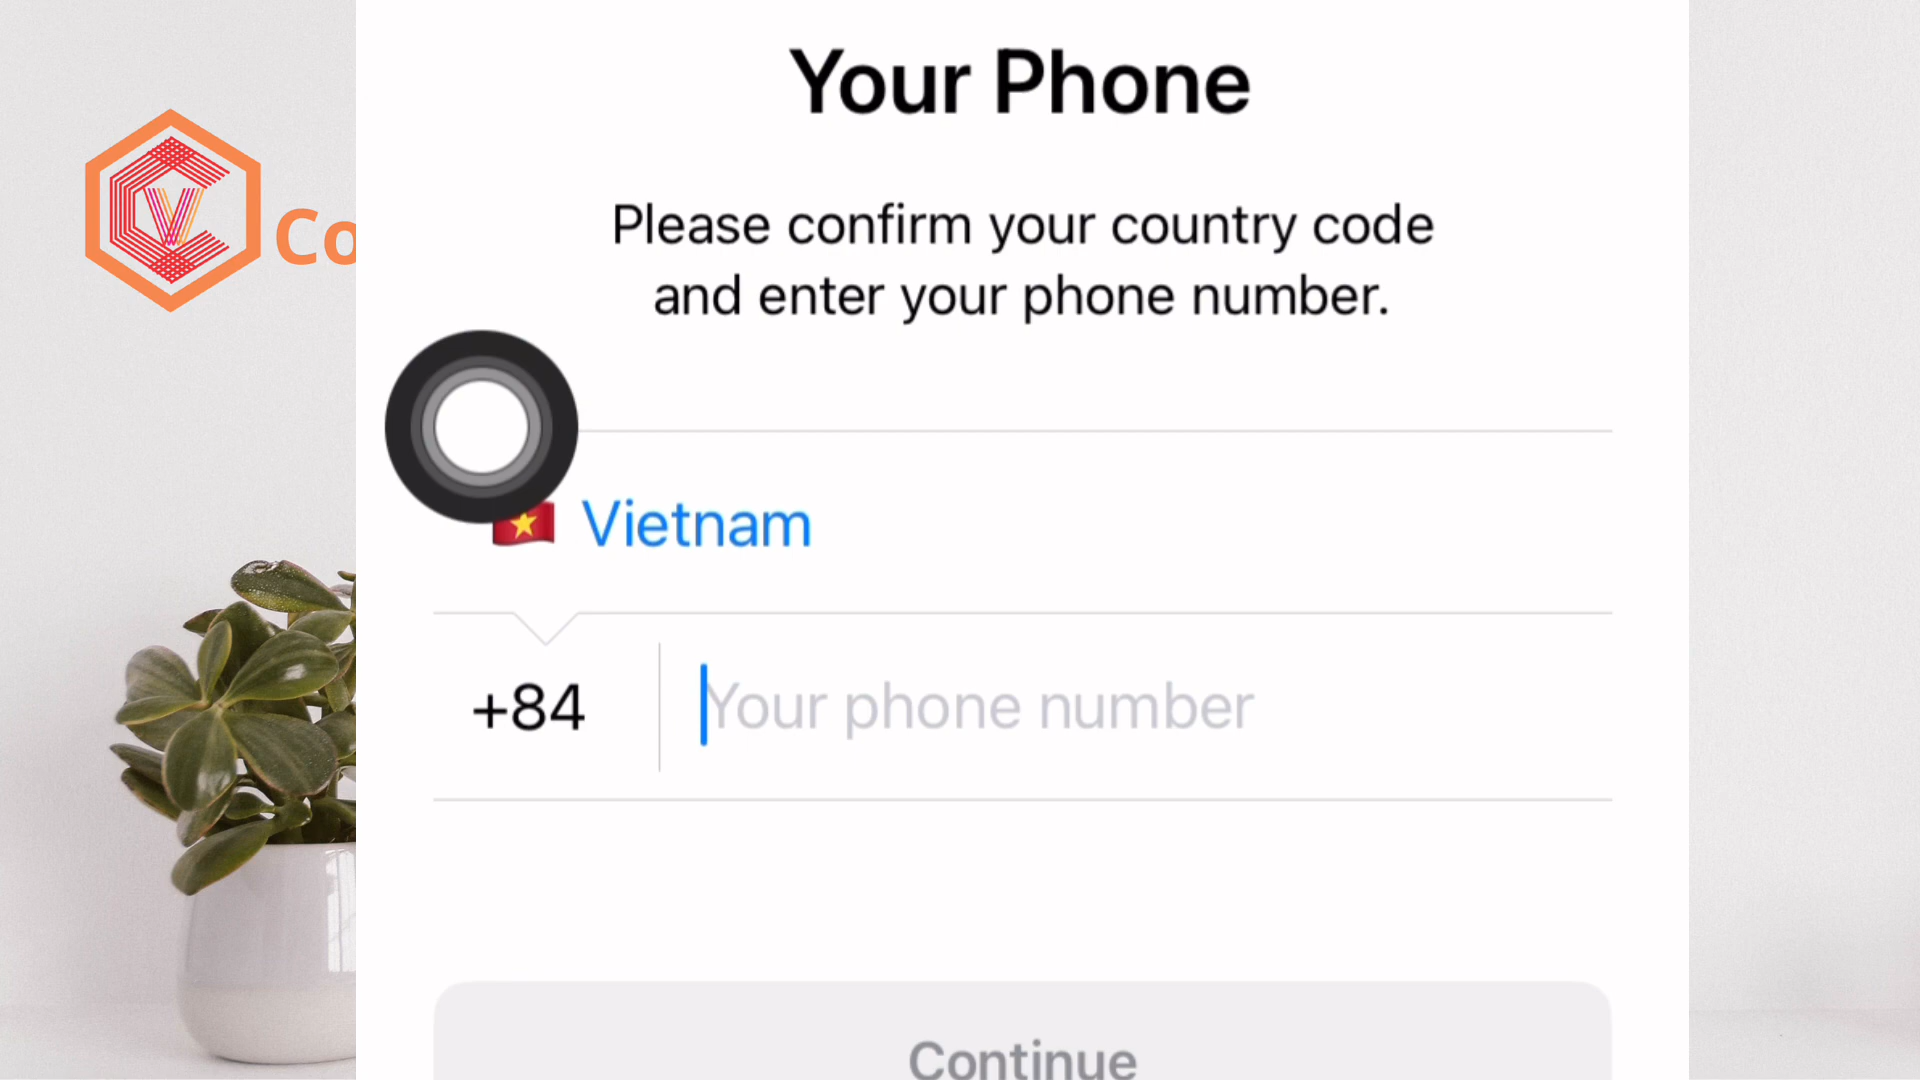 Your Phone
Please confirm your country code
and enter your phone number.
Co
Vietnam
+84
Your phone number
Continue